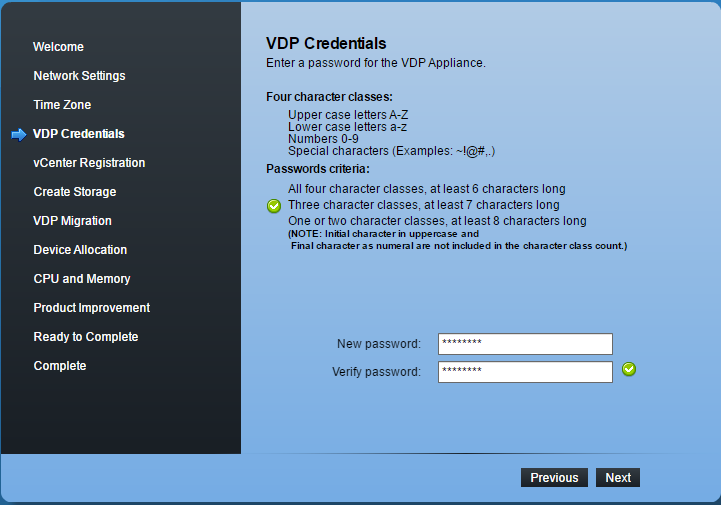 Welcome
Network Settings
Time Zone
VDP Credentials
vCenter Registration
Create Storage
VDP Migration
Device Allocation
CPU and Memory
Product Improvement
Ready to Complete
Complete
VDP Credentials
Enter a password for the VDP Appliance.
Four character classes:
Upper case letters A-Z
Lower case letters a-z
Numbers 0-9
Special characters (Examples: ~!@#,.)
Passwords criteria:
All four character classes, at least 6 characters long
Three character classes, at least 7 characters long
One or two character classes, at least 8 characters long
(NOTE: Initial character in uppercase and
Final character as numeral are not included in the character class count.)
New password: ********
Verify password: ********
Previous Next